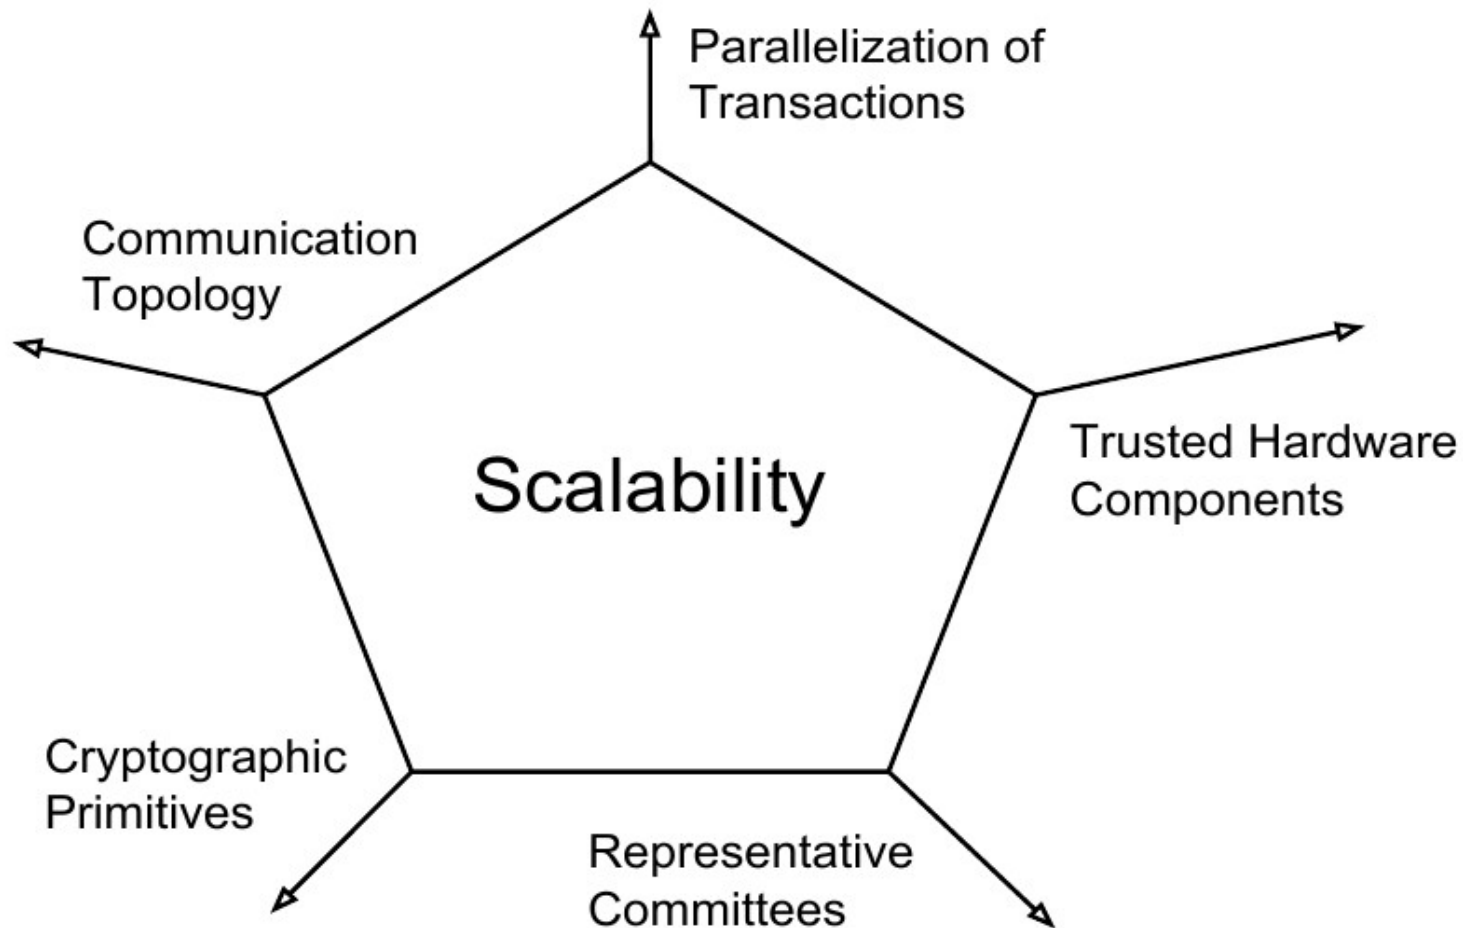 Parallelization of
Transactions
Communication
Topology
Trusted Hardware
Components
Scalability
Cryptographic
Primitives
Representative
Committees